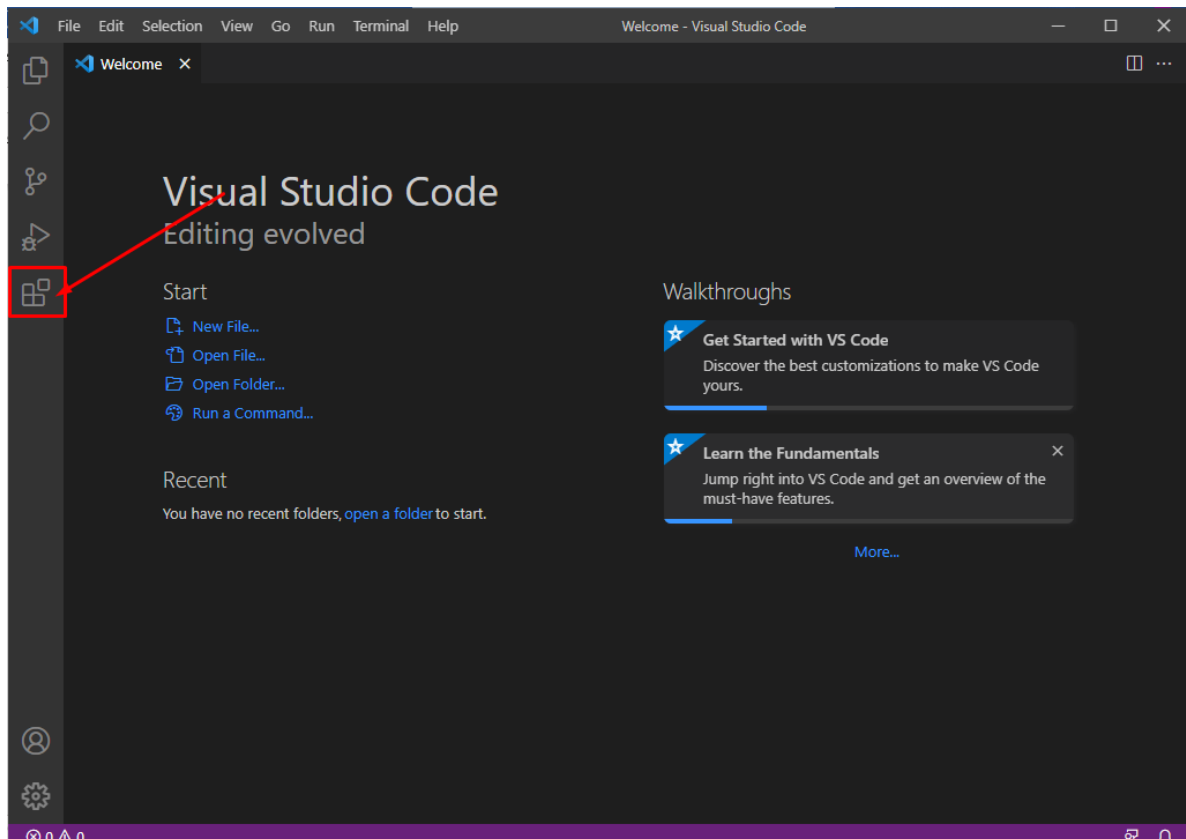 File Edit Selection View Go Run Terminal Help Welcome - Visual Studio Code
Welcome
Visual Studio Code
Editing evolved
Start
New File...
Open File...
Open Folder...
Run a Command...
Recent
You have no recent folders, open a folder to start.
Walkthroughs
Get Started with VS Code
Discover the best customizations to make VS Code
yours.
Learn the Fundamentals
Jump right into VS Code and get an overview of the
must-have features.
More...
0 0